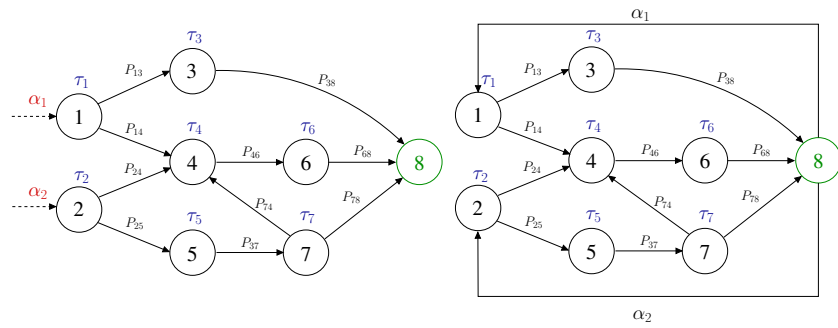 τ₃
P₁₃
3
P₃₈
τ₁
α₁
1
P₁₄
τ₄
τ₆
4
P₄₆
6
P₆₈
8
τ₂
P₂₄
α₂
2
P₂₅
τ₅
P₇₄
τ₇
P₇₈
5
P₃₇
7
α₁
τ₃
P₁₃
3
P₃₈
τ₁
1
P₁₄
τ₄
τ₆
4
P₄₆
6
P₆₈
8
τ₂
P₂₄
2
P₂₅
τ₅
P₇₄
τ₇
P₇₈
5
P₃₇
7
α₂